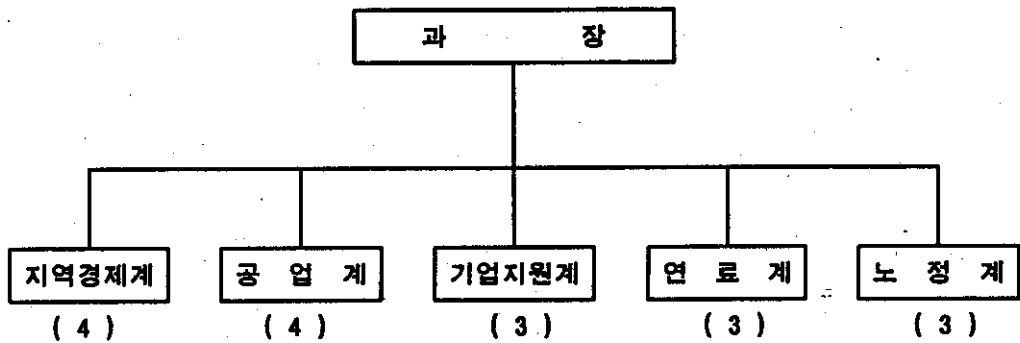 과 장
지역경제계 공 업 계 기업지원계 연 료 계 노 정 계
( 4 ) ( 4 ) ( 3 ) ( 3 ) ( 3 )